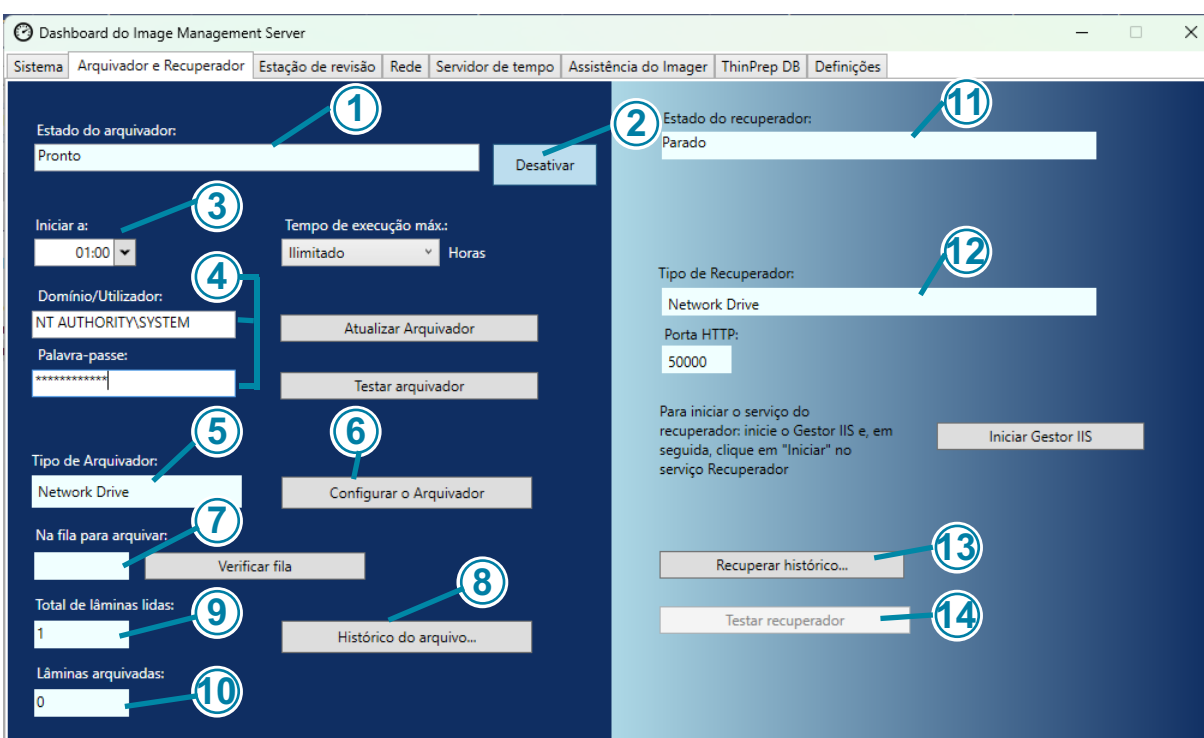 Dashboard do Image Management Server
Sistema Arquivador e Recuperador Estação de revisão Rede Servidor de tempo Assistência do Imager ThinPrep DB Definições
1
Estado do arquivador:
Pronto
2
Desativar
3
Iniciar a:
01:00
Tempo de execução máx.:
Ilimitado Horas
4
Domínio/Utilizador:
NT AUTHORITY\SYSTEM
Atualizar Arquivador
Palavra-passe:
************
Testar arquivador
5
6
Tipo de Arquivador:
Network Drive
Configurar o Arquivador
7
Na fila para arquivar:
Verificar fila
8
Total de lâminas lidas:
9
1
Histórico do arquivo...
Lâminas arquivadas:
10
0
11
Estado do recuperador:
Parado
12
Tipo de Recuperador:
Network Drive
Porta HTTP:
50000
Para iniciar o serviço do
recuperador: inicie o Gestor IIS e, em
seguida, clique em "Iniciar" no
serviço Recuperador
Iniciar Gestor IIS
13
Recuperar histórico...
14
Testar recuperador